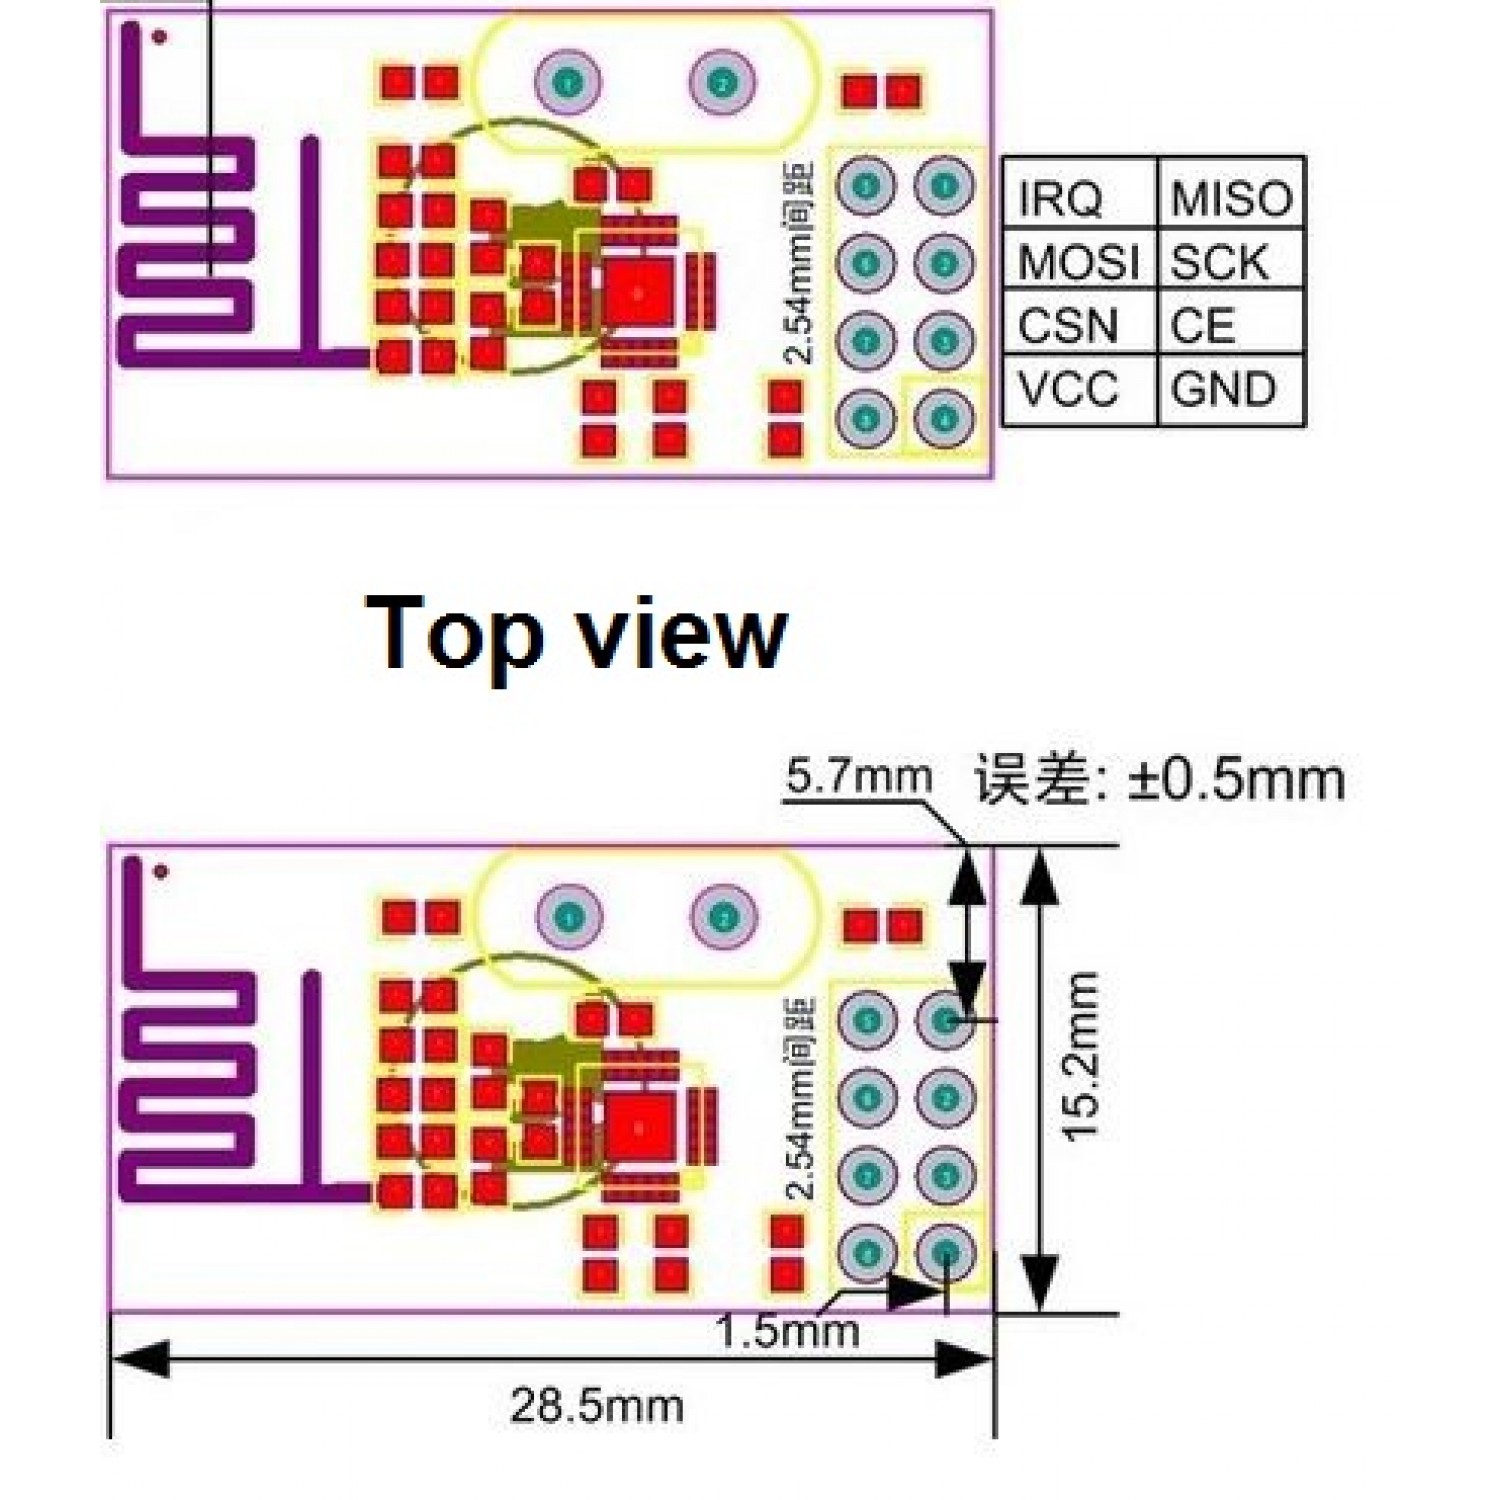 2.54mm间距
IRQ MISO
MOSI SCK
CSN CE
VCC GND
Top view
5.7mm 误差: ±0.5mm
2.54mm间距
15.2mm
1.5mm
28.5mm